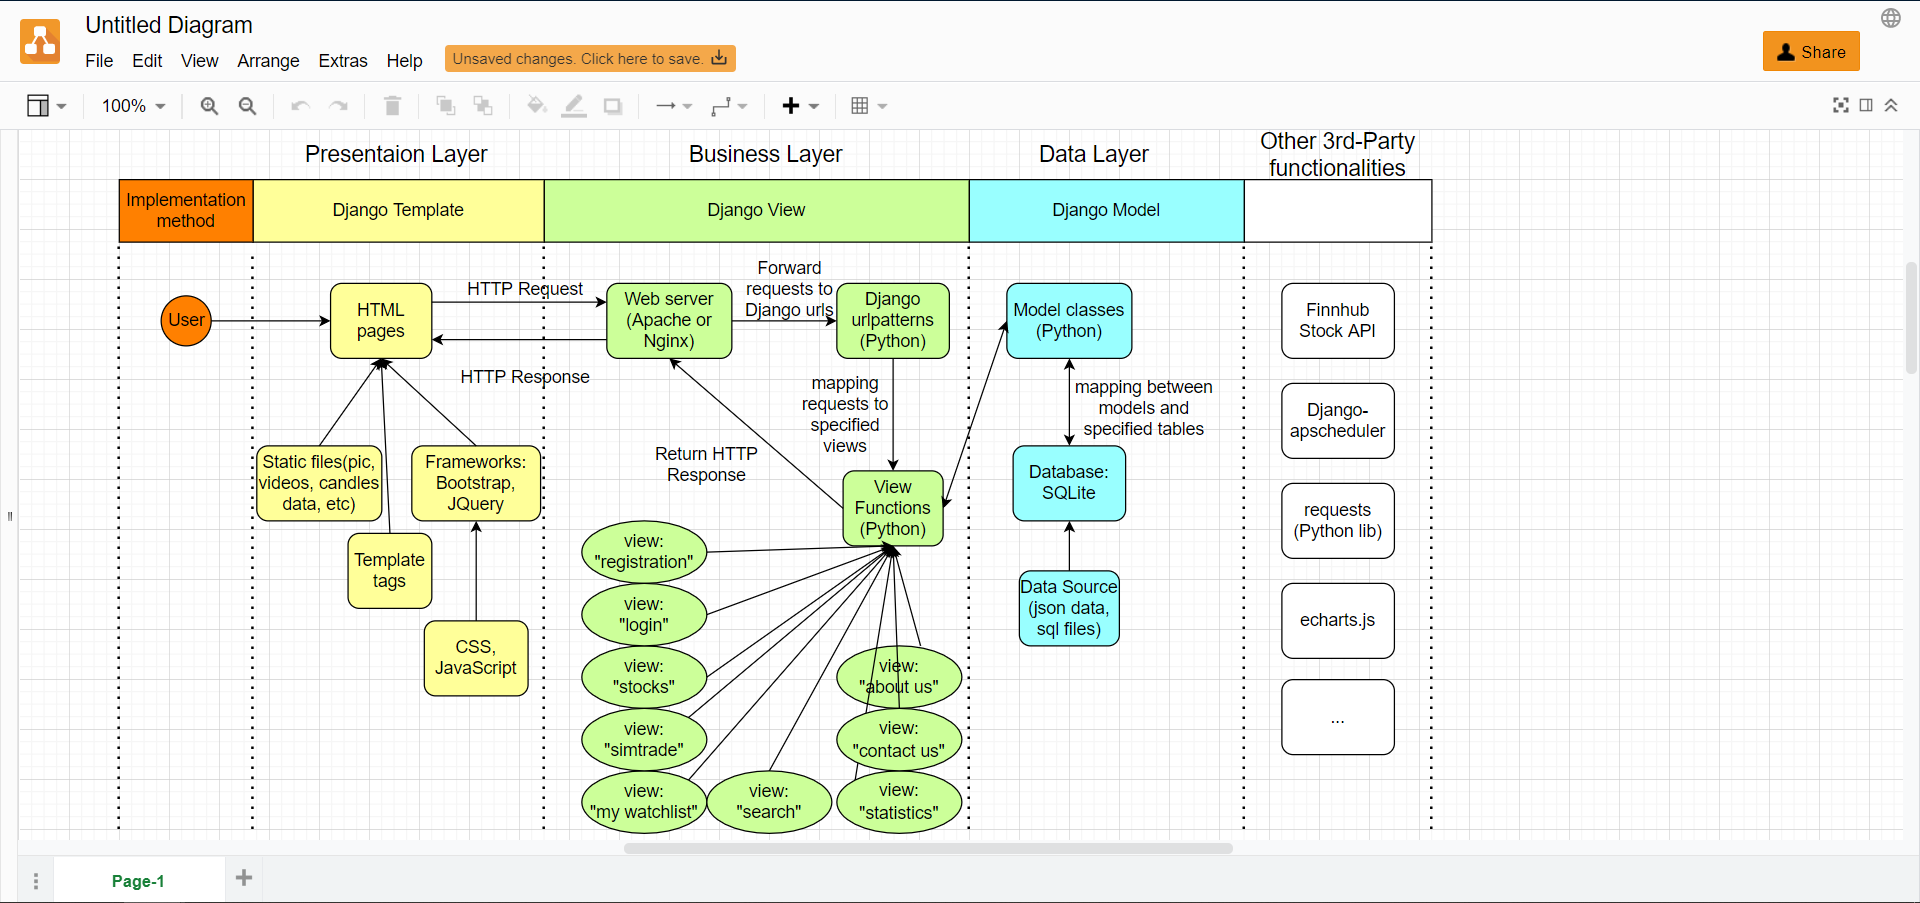 Untitled Diagram
File Edit View Arrange Extras Help
Unsaved changes. Click here to save.
Share
100%
Presentaion Layer
Business Layer
Data Layer
Other 3rd-Party
functionalities
Implementation
method
Django Template
Django View
Django Model
User
HTML
pages
HTTP Request
HTTP Response
Web server
(Apache or
Nginx)
Forward
requests to
Django urls
Django
urlpatterns
(Python)
Model classes
(Python)
Finnhub
Stock API
mapping
requests to
specified
views
mapping between
models and
specified tables
Django-
apscheduler
Static files(pic,
videos, candles
data, etc)
Frameworks:
Bootstrap,
JQuery
Return HTTP
Response
View
Functions
(Python)
Database:
SQLite
requests
(Python lib)
Template
tags
CSS,
JavaScript
view:
"registration"
view:
"login"
view:
"stocks"
view:
"simtrade"
view:
"my watchlist"
view:
"search"
view:
"about us"
view:
"contact us"
view:
"statistics"
Data Source
(json data,
sql files)
echarts.js
...
Page-1